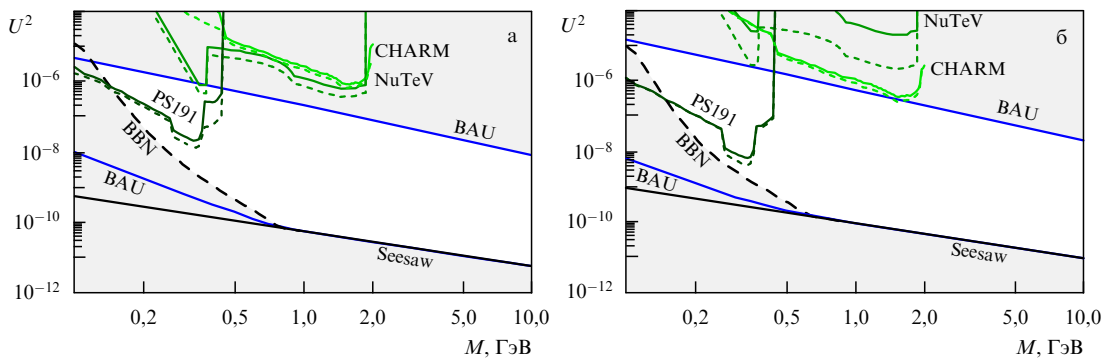 U²
а
10⁻⁶
10⁻⁸
10⁻¹⁰
10⁻¹²
CHARM
NuTeV
PS191
BBN
BAU
BAU
Seesaw
0,2
0,5
1,0
2,0
5,0
10,0
M, ГэВ
U²
б
10⁻⁶
10⁻⁸
10⁻¹⁰
10⁻¹²
NuTeV
CHARM
PS191
BBN
BAU
BAU
Seesaw
0,2
0,5
1,0
2,0
5,0
10,0
M, ГэВ